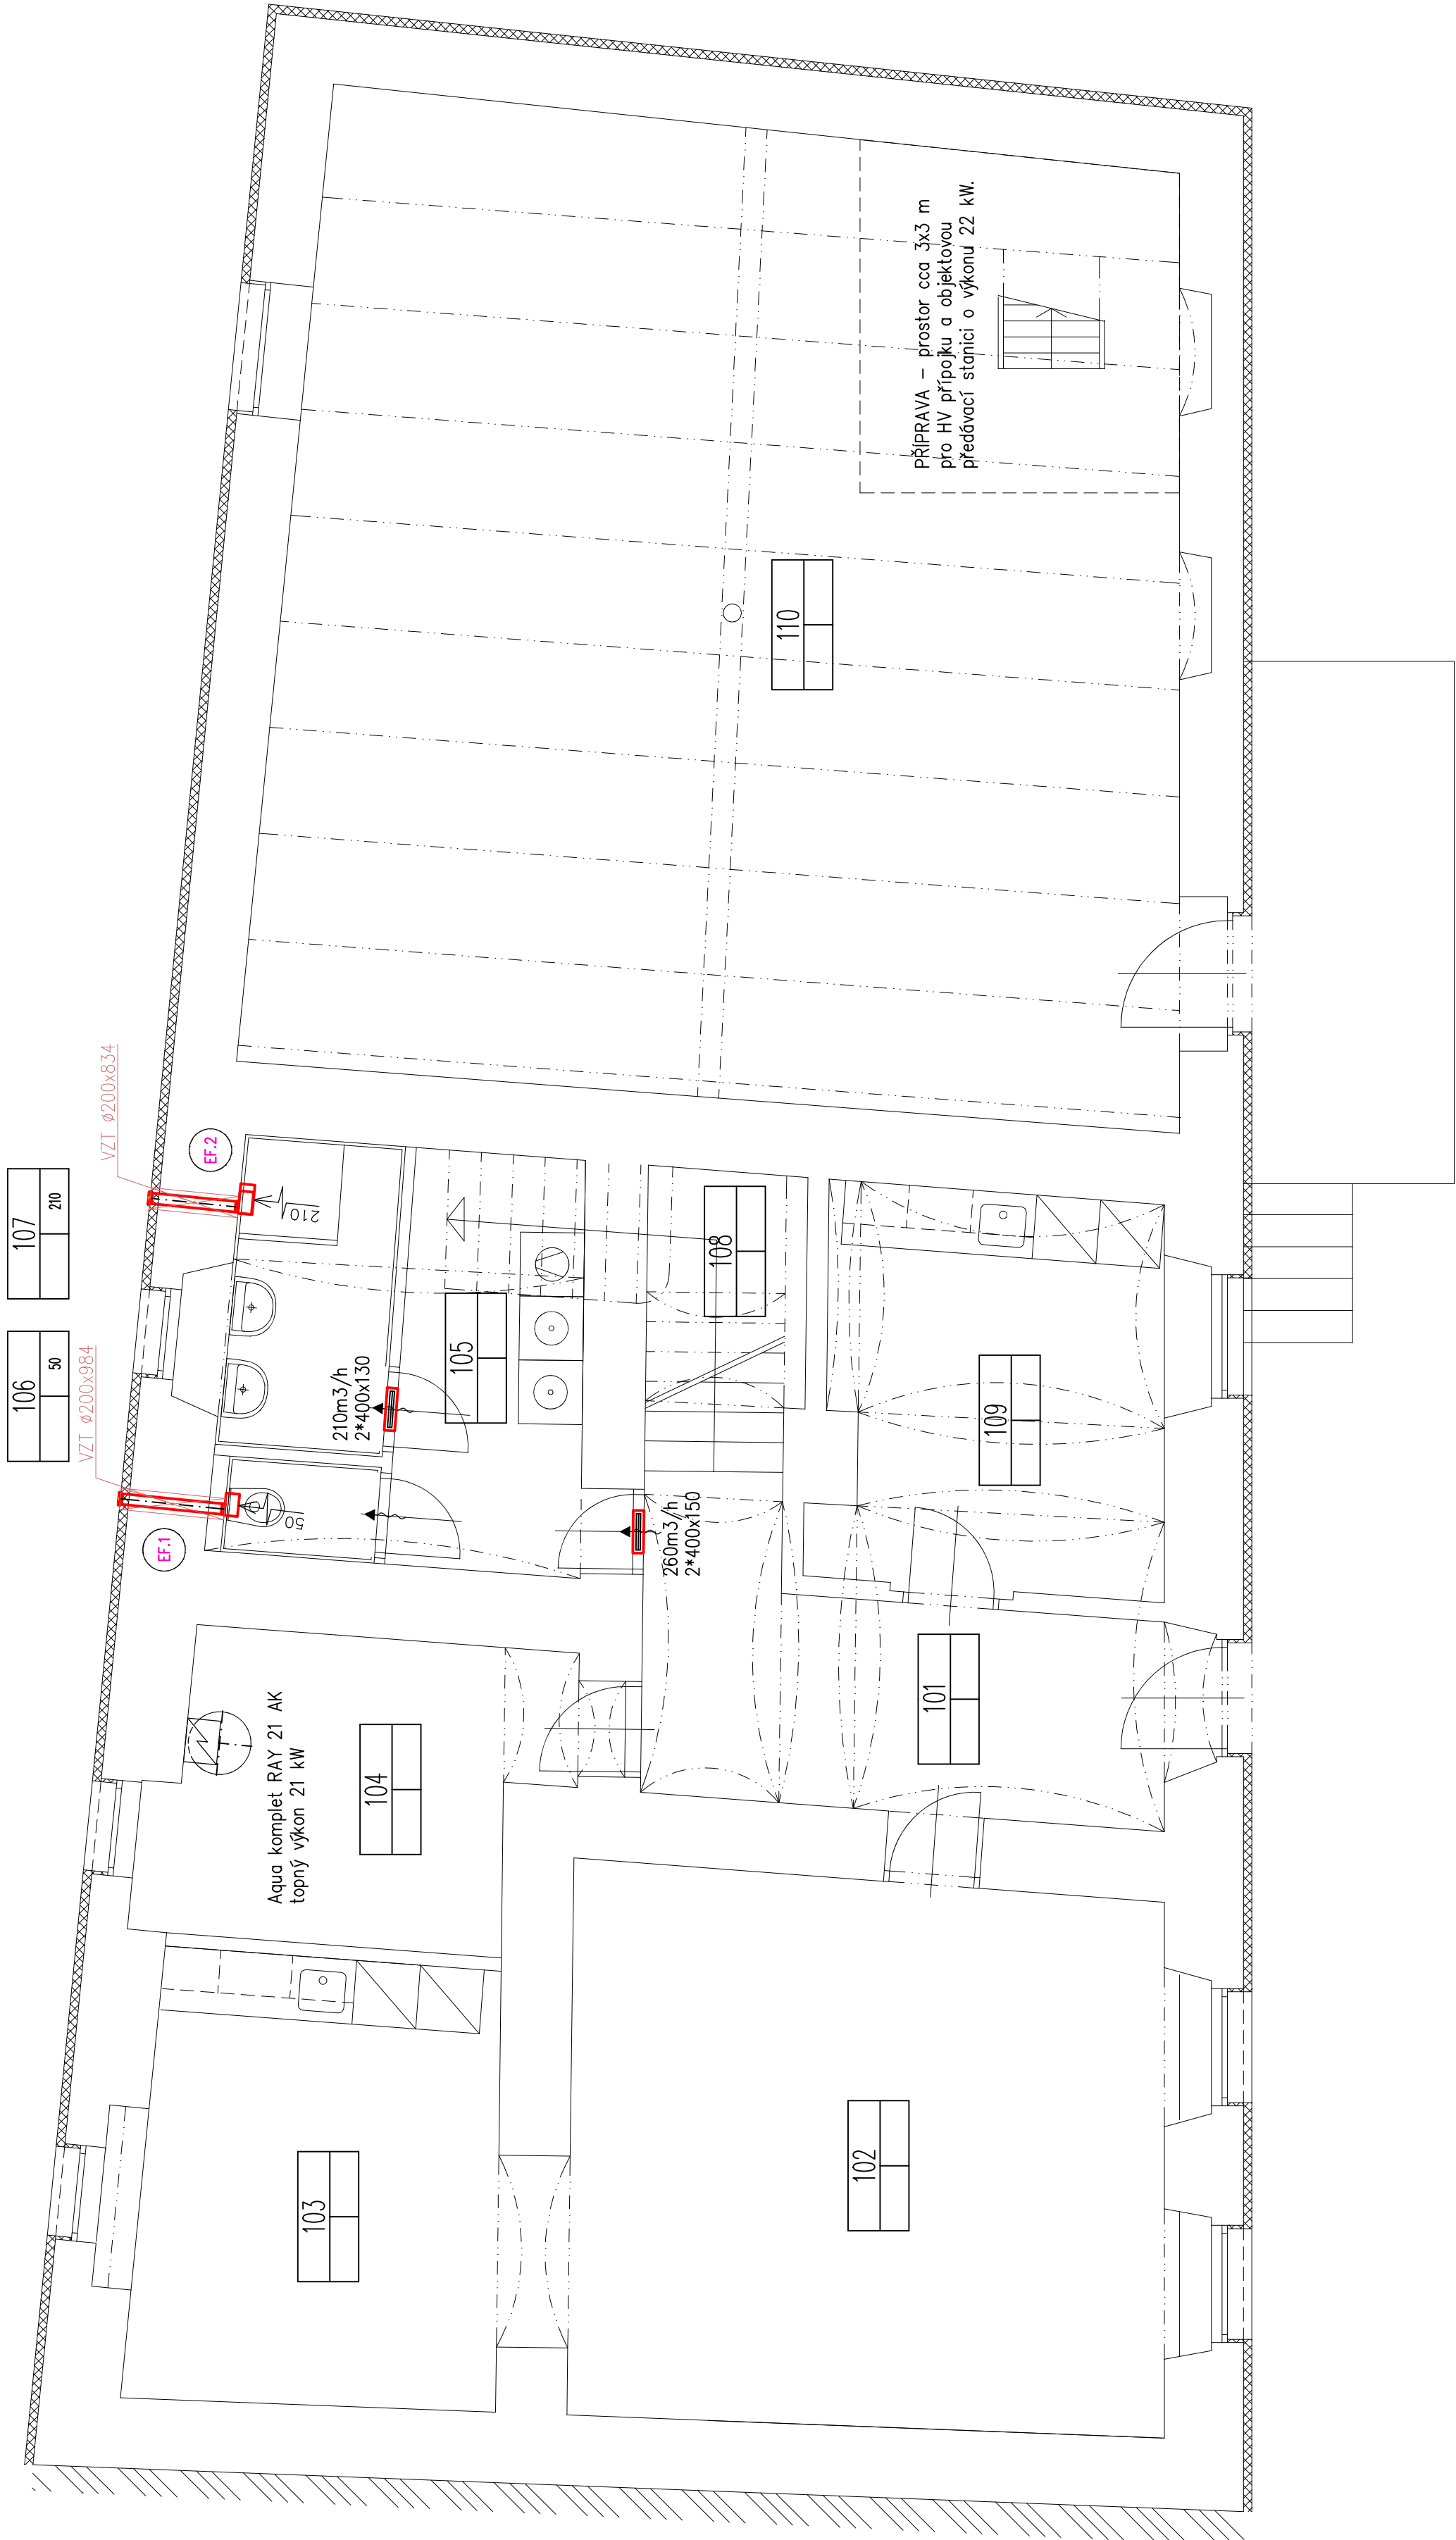 106
50
107
210
VZT ø200x984
VZT ø200x834
EF.1
EF.2
50
210
210m3/h
2*400x130
260m3/h
2*400x150
105
108
109
101
110
PŘÍPRAVA – prostor cca 3x3 m
pro HV přípojku a objektovou
předávací stanici o výkonu 22 kW.
Aqua komplet RAY 21 AK
topný výkon 21 kW
104
103
102